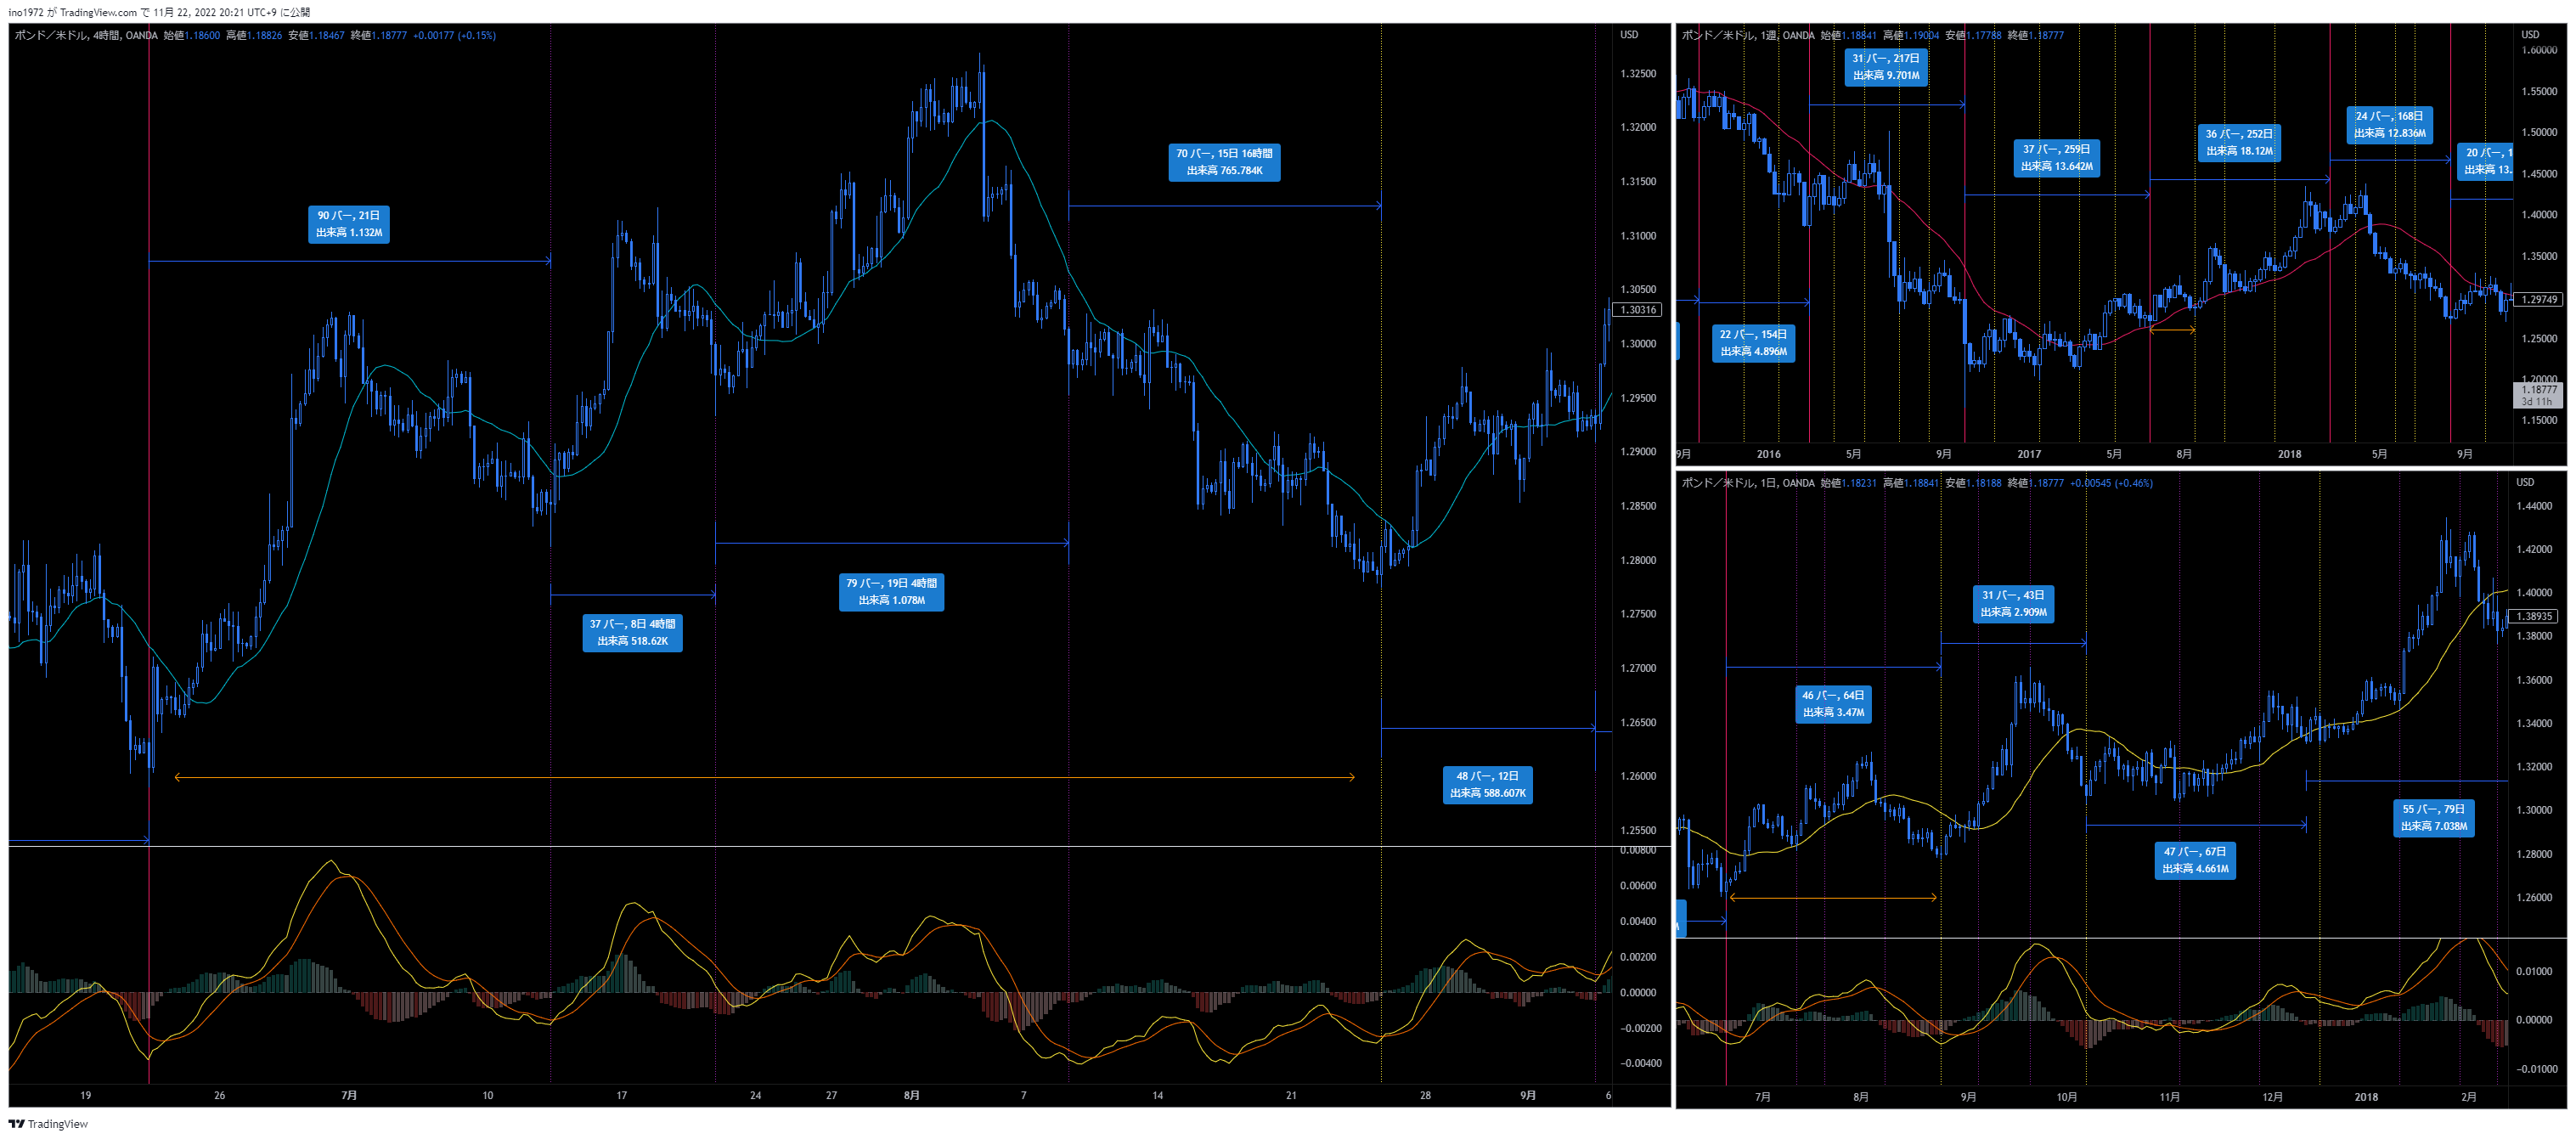 ino1972 が TradingView.com で 11月 22, 2022 20:21 UTC+9 に公開
ポンド／米ドル, 4時間, OANDA 始値1.18600 高値1.18826 安値1.18467 終値1.18777 +0.00177 (+0.15%)
USD
1.32500
1.32000
1.31500
1.31000
1.30500
1.30316
1.30000
1.29500
1.29000
1.28500
1.28000
1.27500
1.27000
1.26500
1.26000
1.25500
90 バー, 21日
出来高 1.132M
37 バー, 8日 4時間
出来高 518.62K
79 バー, 19日 4時間
出来高 1.078M
70 バー, 15日 16時間
出来高 765.784K
48 バー, 12日
出来高 588.607K
0.00800
0.00600
0.00400
0.00200
0.00000
−0.00200
−0.00400
19 26 7月 10 17 24 27 8月 7 14 21 28 9月 6
ポンド／米ドル, 1週, OANDA 始値1.18841 高値1.19004 安値1.17788 終値1.18777
USD
1.60000
1.55000
1.50000
1.45000
1.40000
1.35000
1.29749
1.25000
1.20000
1.18777
3d 11h
1.15000
22 バー, 154日
出来高 4.896M
31 バー, 217日
出来高 9.701M
37 バー, 259日
出来高 13.642M
36 バー, 252日
出来高 18.12M
24 バー, 168日
出来高 12.836M
20 バー, 1
出来高 13.
9月 2016 5月 9月 2017 5月 8月 2018 5月 9月
ポンド／米ドル, 1日, OANDA 始値1.18231 高値1.18841 安値1.18188 終値1.18777 +0.00545 (+0.46%)
USD
1.44000
1.42000
1.40000
1.38935
1.38000
1.36000
1.34000
1.32000
1.30000
1.28000
1.26000
46 バー, 64日
出来高 3.47M
31 バー, 43日
出来高 2.909M
47 バー, 67日
出来高 4.661M
55 バー, 79日
出来高 7.038M
0.01000
0.00000
−0.01000
7月 8月 9月 10月 11月 12月 2018 2月
TradingView